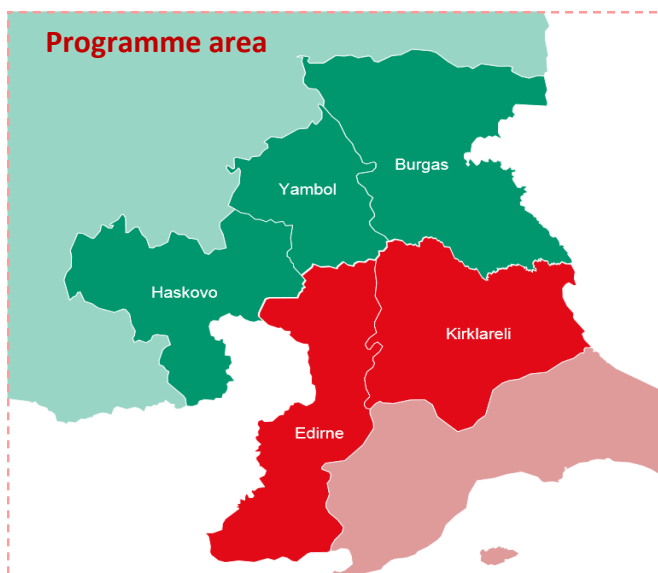 Programme area
Burgas
Yambol
Haskovo
Kirklareli
Edirne